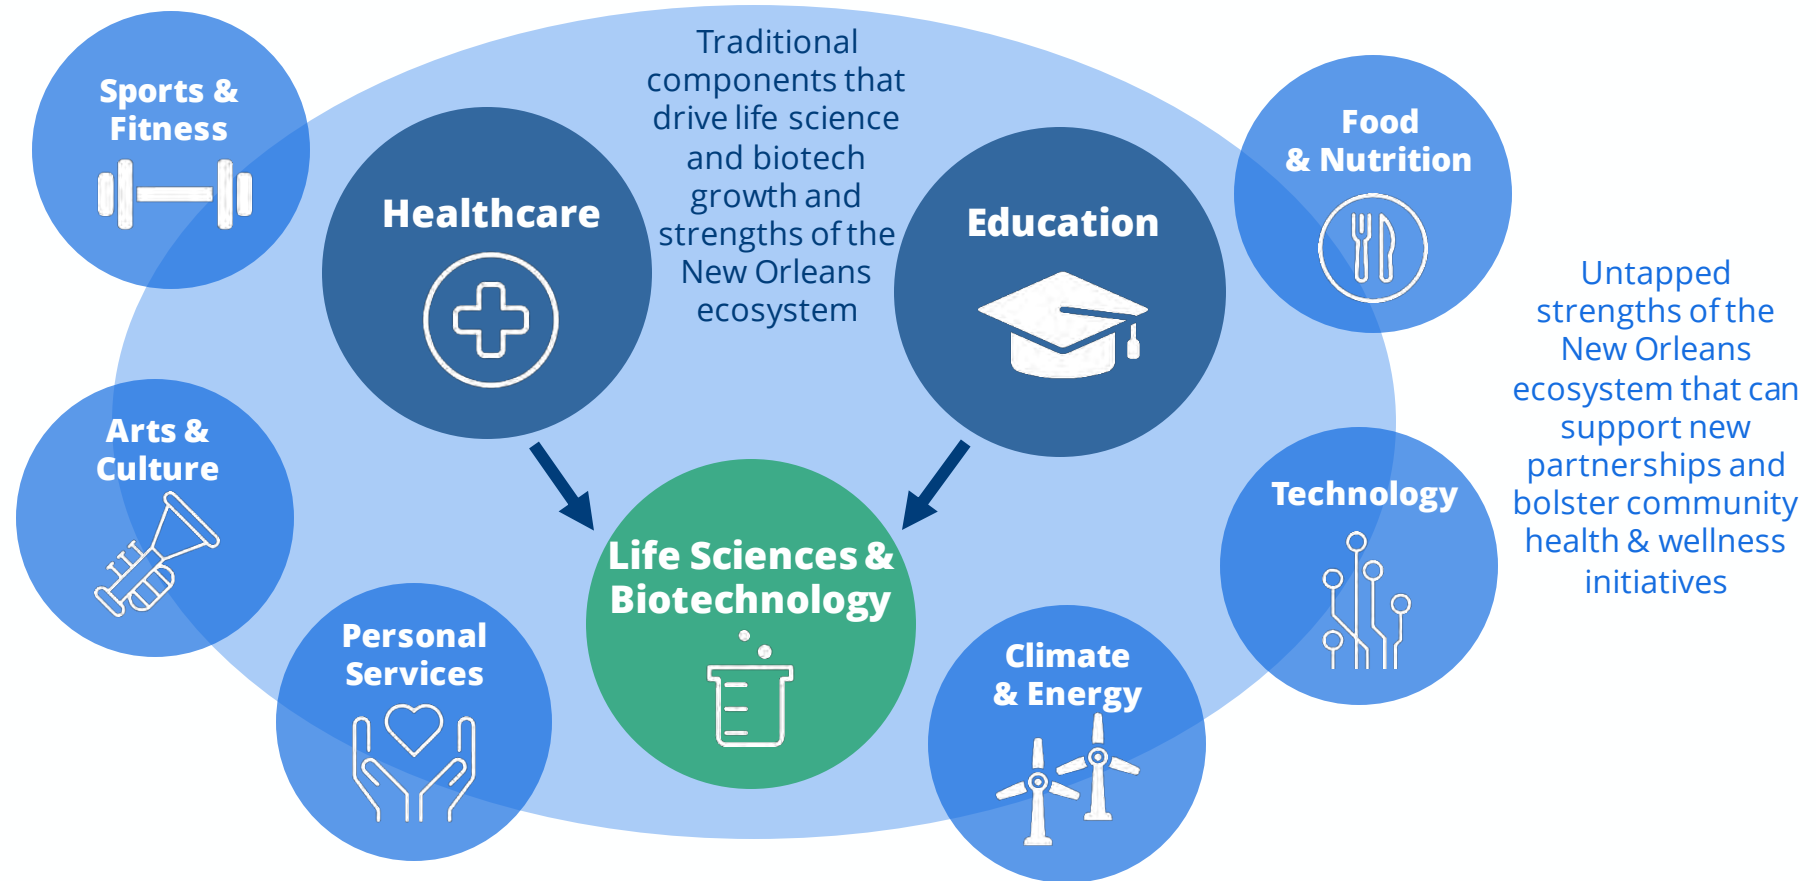 Sports &
Fitness
Healthcare
Traditional
components that
drive life science
and biotech
growth and
strengths of the
New Orleans
ecosystem
Education
Food
& Nutrition
Untapped
strengths of the
New Orleans
ecosystem that can
support new
partnerships and
bolster community
health & wellness
initiatives
Arts &
Culture
Technology
Life Sciences &
Biotechnology
Personal
Services
Climate
& Energy